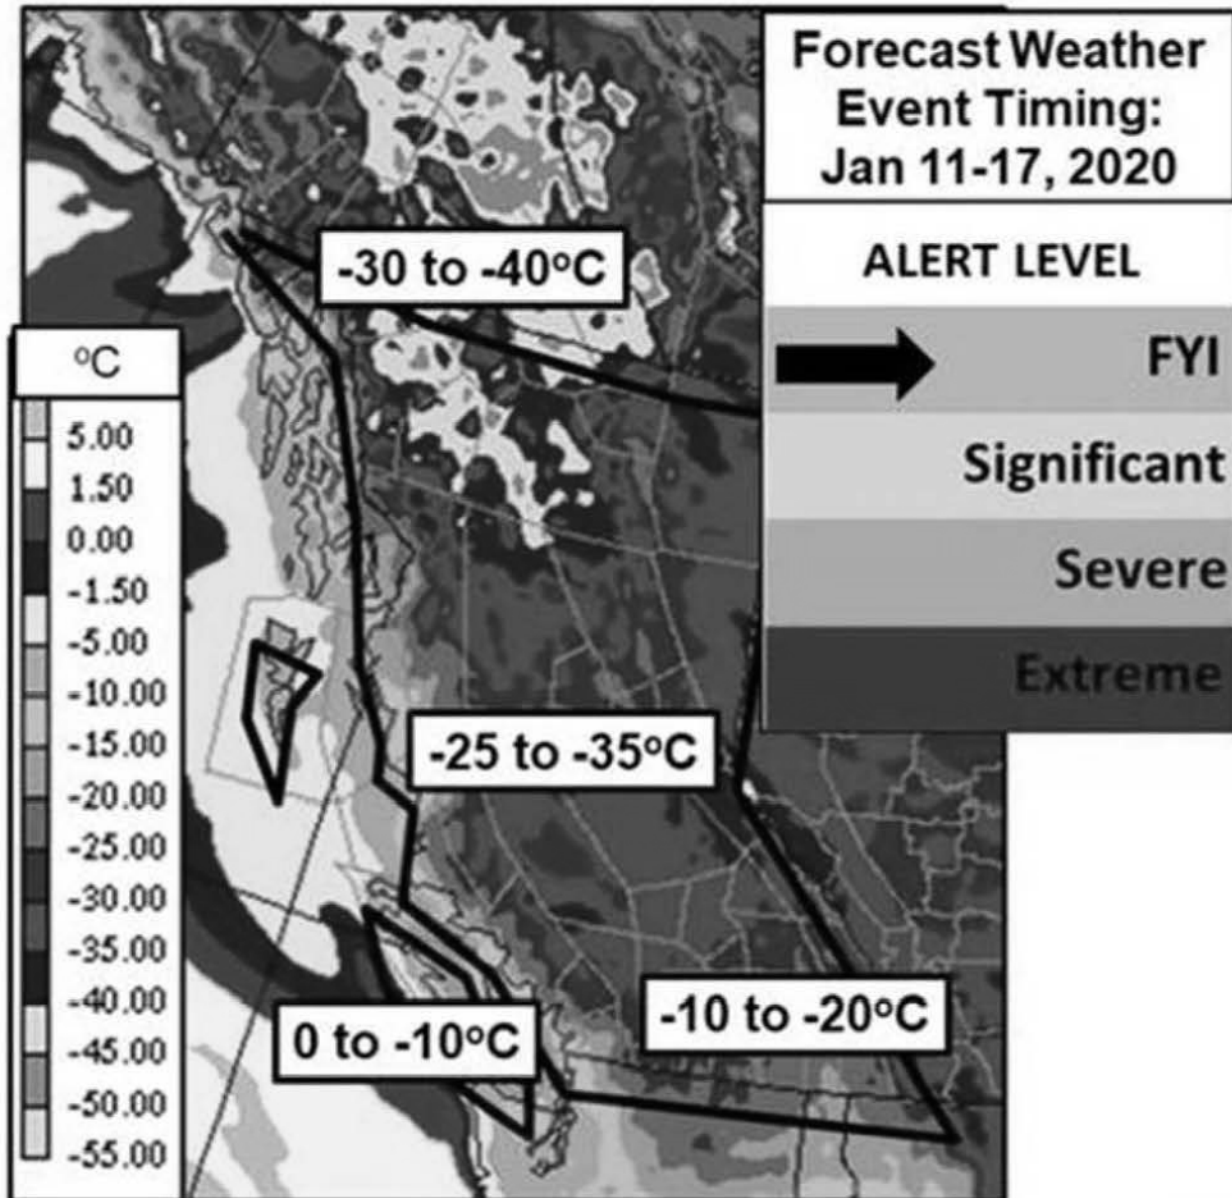 Forecast Weather
Event Timing:
Jan 11-17, 2020
ALERT LEVEL
FYI
Significant
Severe
Extreme
-30 to -40°C
-25 to -35°C
-10 to -20°C
0 to -10°C
°C
5.00
1.50
0.00
-1.50
-5.00
-10.00
-15.00
-20.00
-25.00
-30.00
-35.00
-40.00
-45.00
-50.00
-55.00